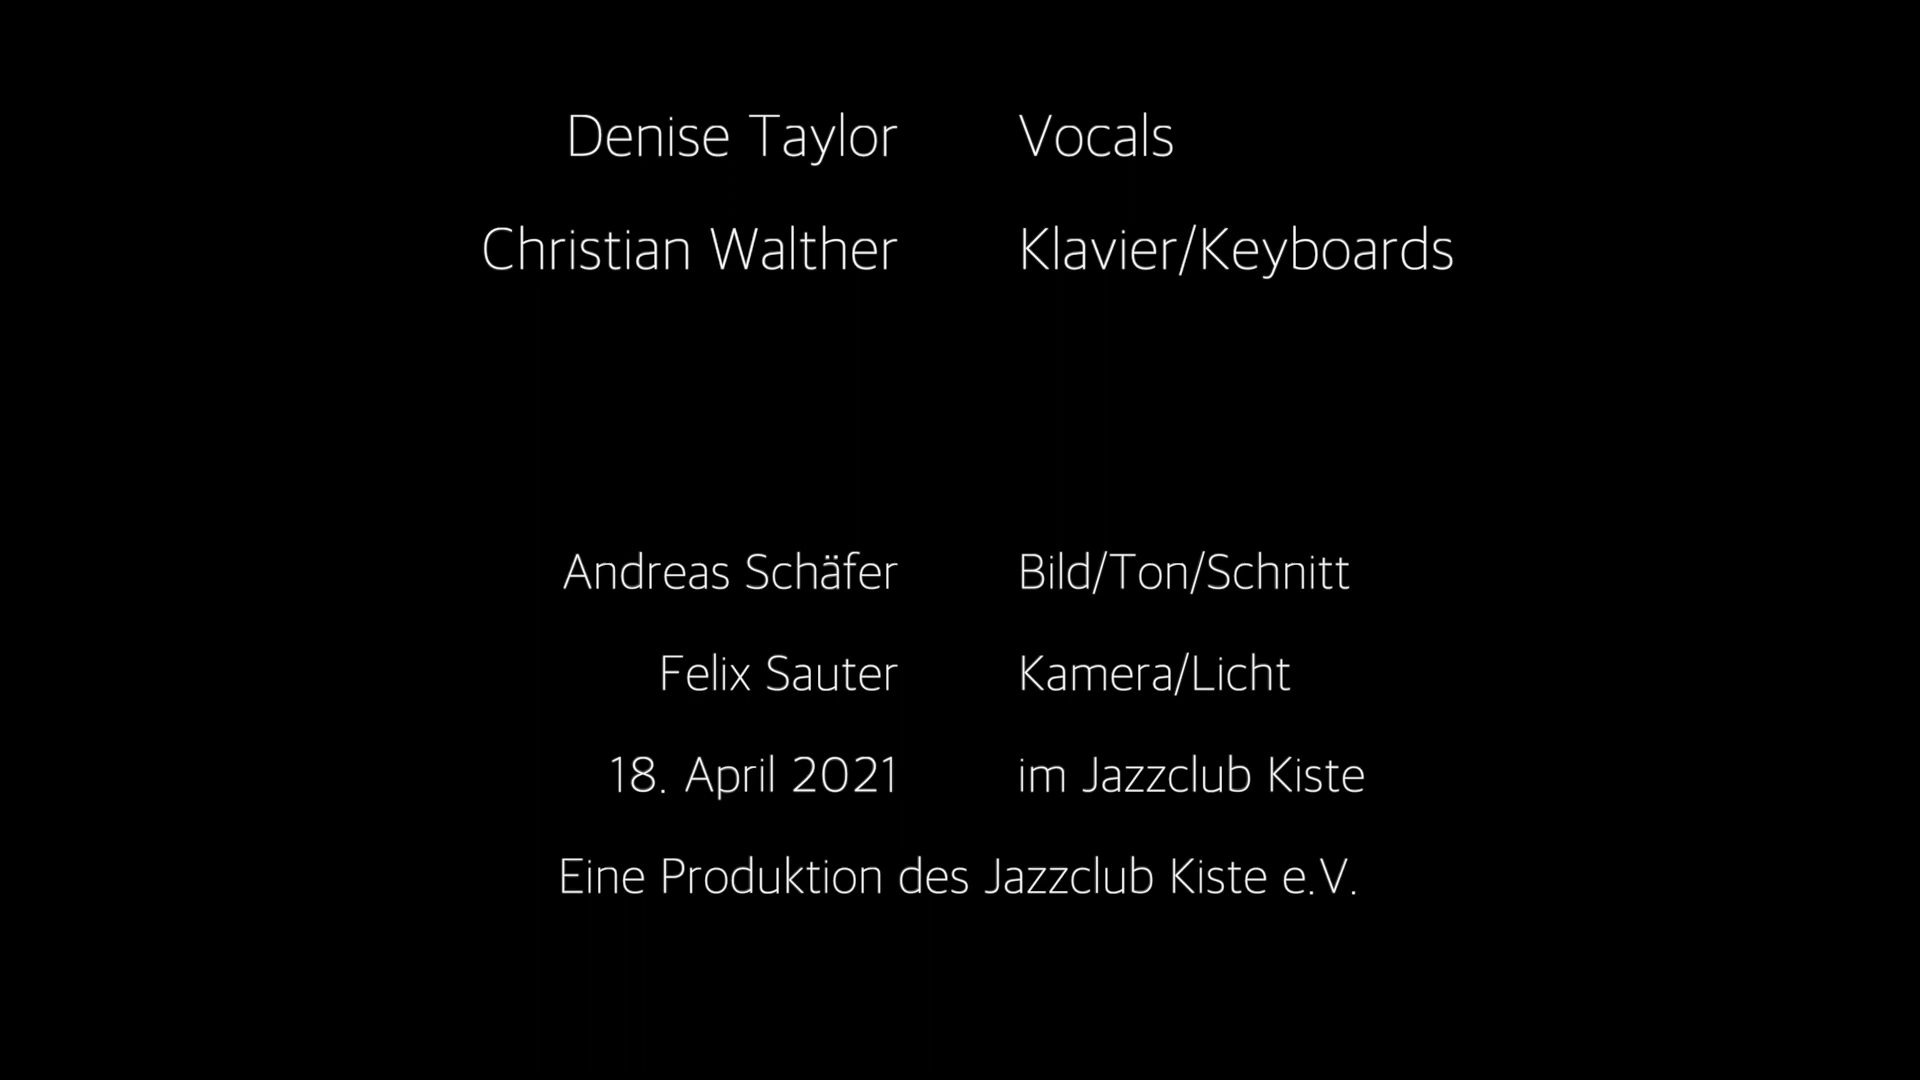 Denise Taylor Vocals
Christian Walther Klavier/Keyboards
Andreas Schäfer Bild/Ton/Schnitt
Felix Sauter Kamera/Licht
18. April 2021 im Jazzclub Kiste
Eine Produktion des Jazzclub Kiste e.V.